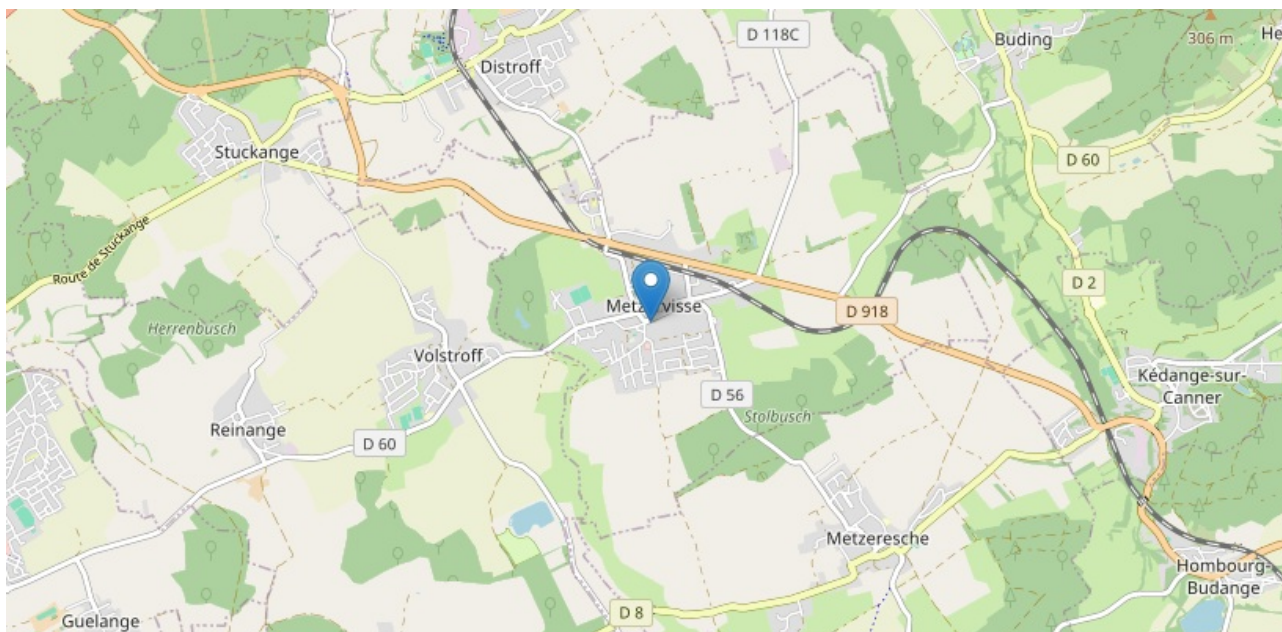 D 118C
Buding
306 m
He
Distroff
Stuckange
D 60
Route de Stuckange
D 2
Herrenbusch
D 918
Volstroff
Kédange-sur-
Canner
D 56
Stolbusch
Reinange
D 60
Metzeresche
Hombourg-
Budange
D 8
Guelange